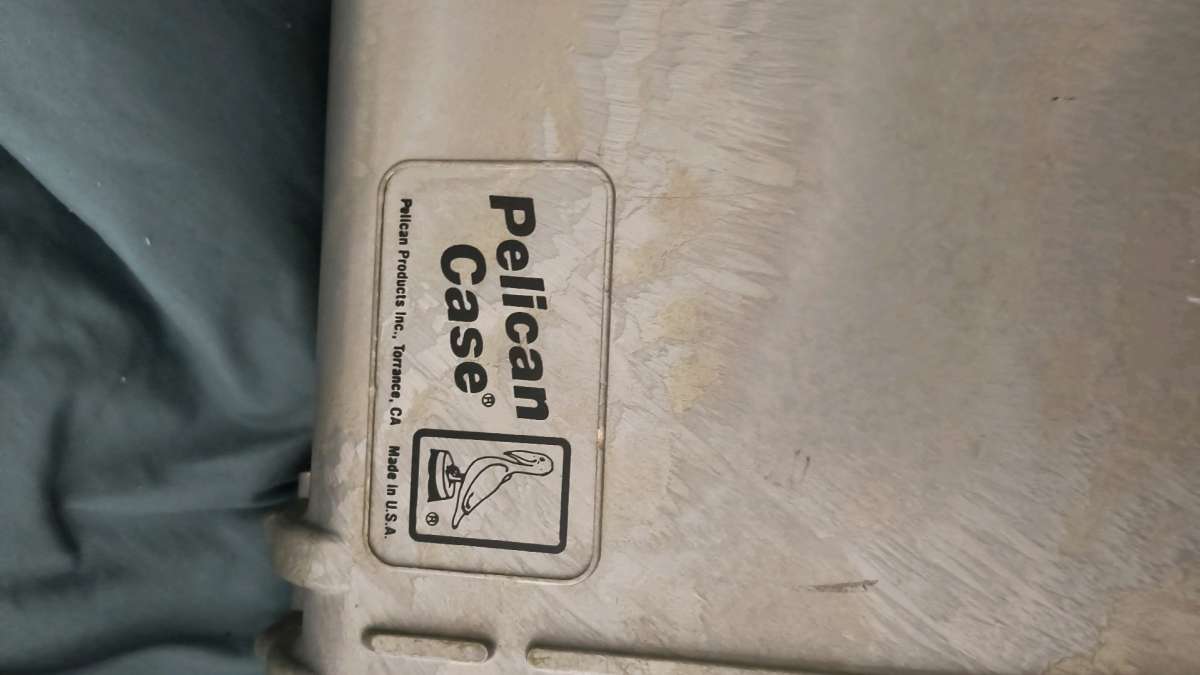 Pelican
Case®
®
Pelican Products Inc., Torrance, CA Made in U.S.A.